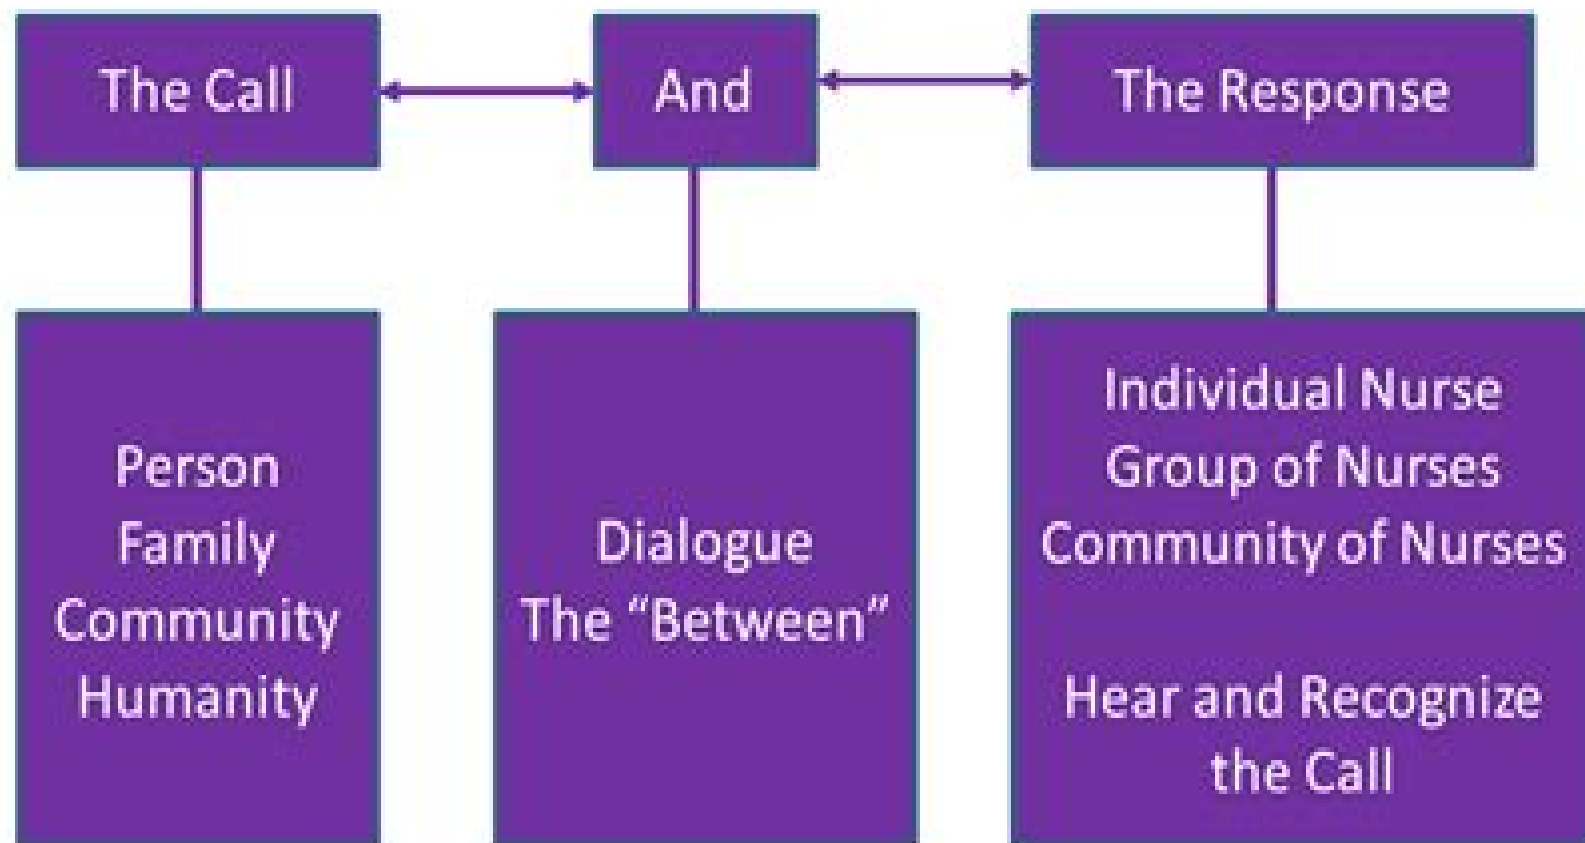 The Call
And
The Response
Person
Family
Community
Humanity
Dialogue
The “Between”
Individual Nurse
Group of Nurses
Community of Nurses
Hear and Recognize
the Call